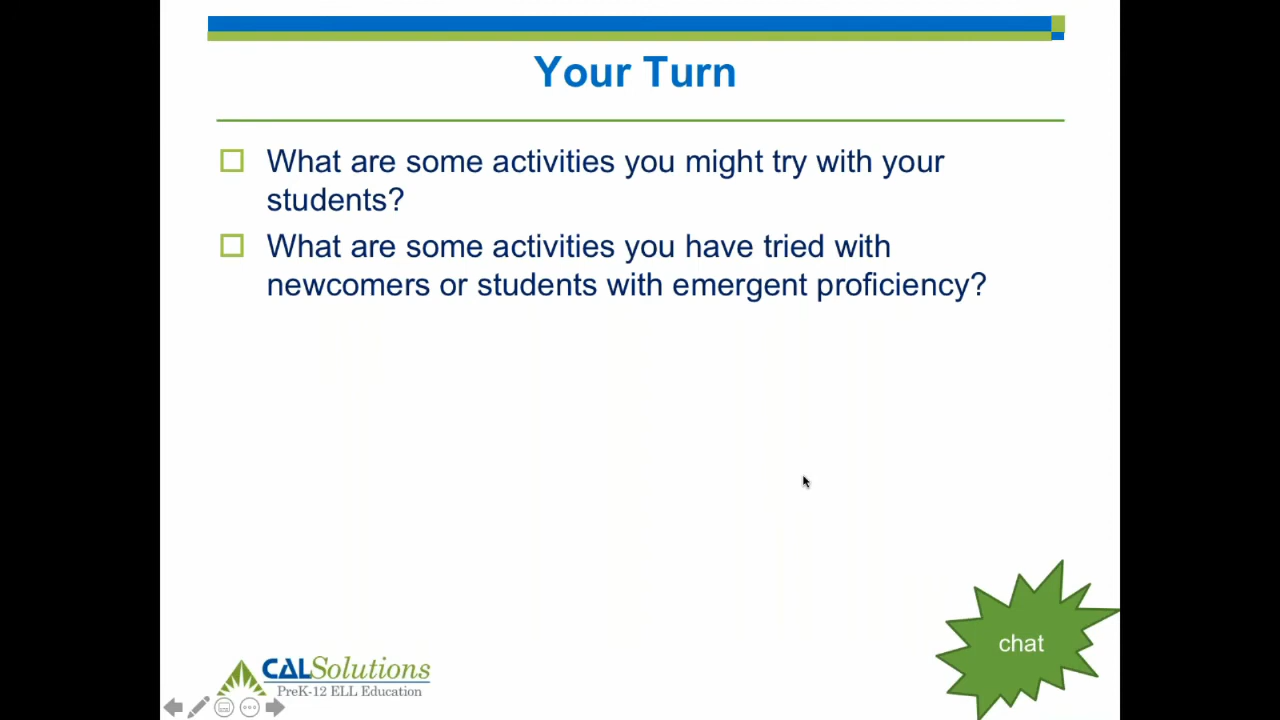 Your Turn
What are some activities you might try with your
students?
What are some activities you have tried with
newcomers or students with emergent proficiency?
chat
CALSolutions
PreK-12 ELL Education